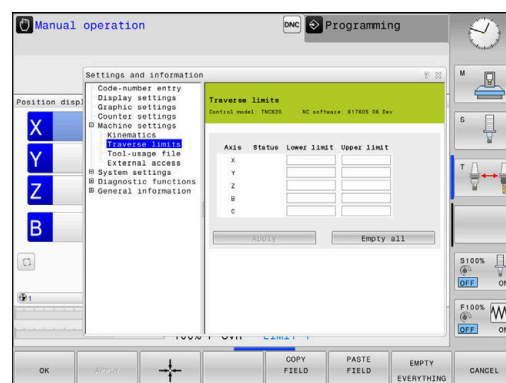 Manual operation
DNC
Programming
Settings and information
Position displ
Code-number entry
Display settings
Graphic settings
Counter settings
Machine settings
Kinematics
Traverse limits
Tool-usage file
External access
System settings
Diagnostic functions
General information
Traverse limits
Control model: TNC620 NC software: 817605 08 Dev
Axis Status Lower limit Upper limit
X
Y
Z
B
C
Apply
Empty all
X
Y
Z
B
1
M
S
T
S100%
OFF ON
F100%
OFF ON
OK
APPLY
COPY FIELD
PASTE FIELD
EMPTY EVERYTHING
CANCEL